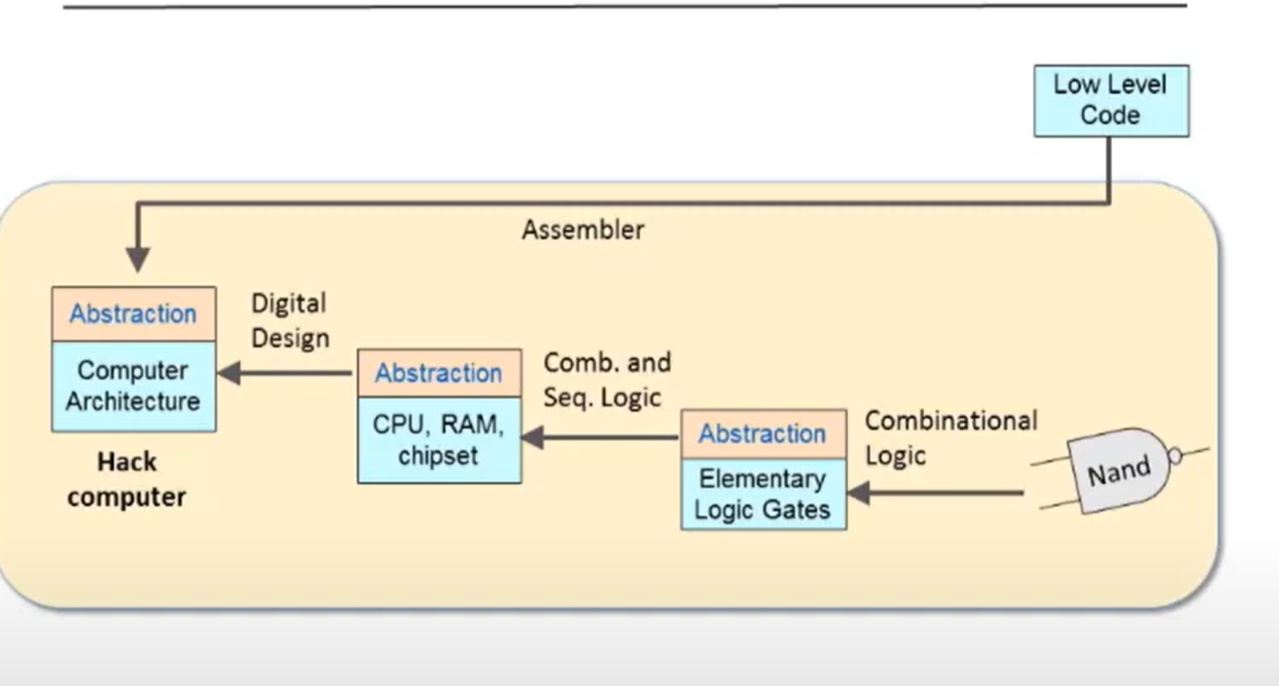 Low Level
Code
Assembler
Abstraction
Computer
Architecture
Hack
computer
Digital
Design
Abstraction
CPU, RAM,
chipset
Comb. and
Seq. Logic
Abstraction
Elementary
Logic Gates
Combinational
Logic
Nand